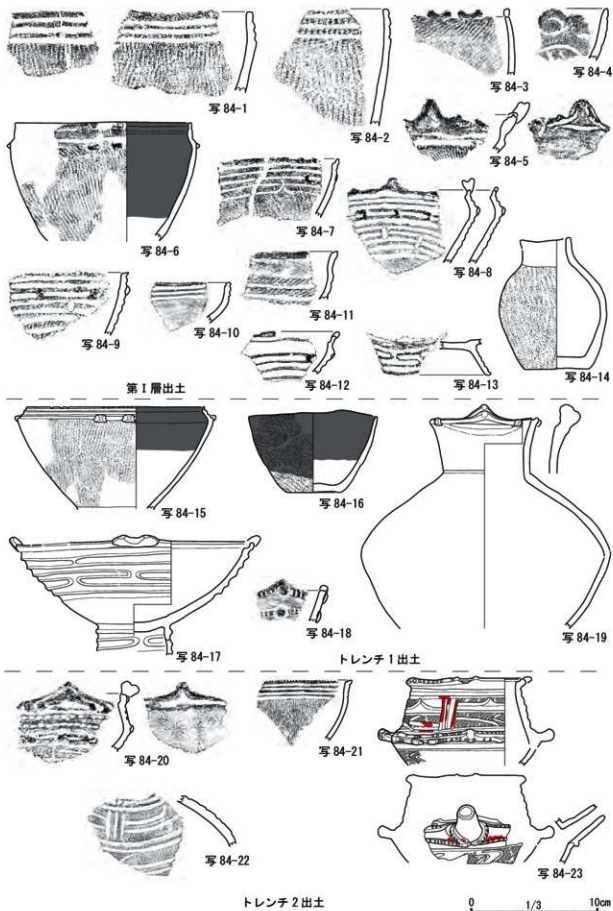 写 84-1
写 84-2
写 84-3
写 84-4
写 84-5
写 84-6
写 84-7
写 84-8
写 84-9
写 84-10
写 84-11
写 84-12
写 84-13
写 84-14
第Ⅰ層出土
写 84-15
写 84-16
写 84-17
写 84-18
写 84-19
トレンチ1出土
写 84-20
写 84-21
写 84-22
写 84-23
トレンチ2出土
0 1/3 10cm